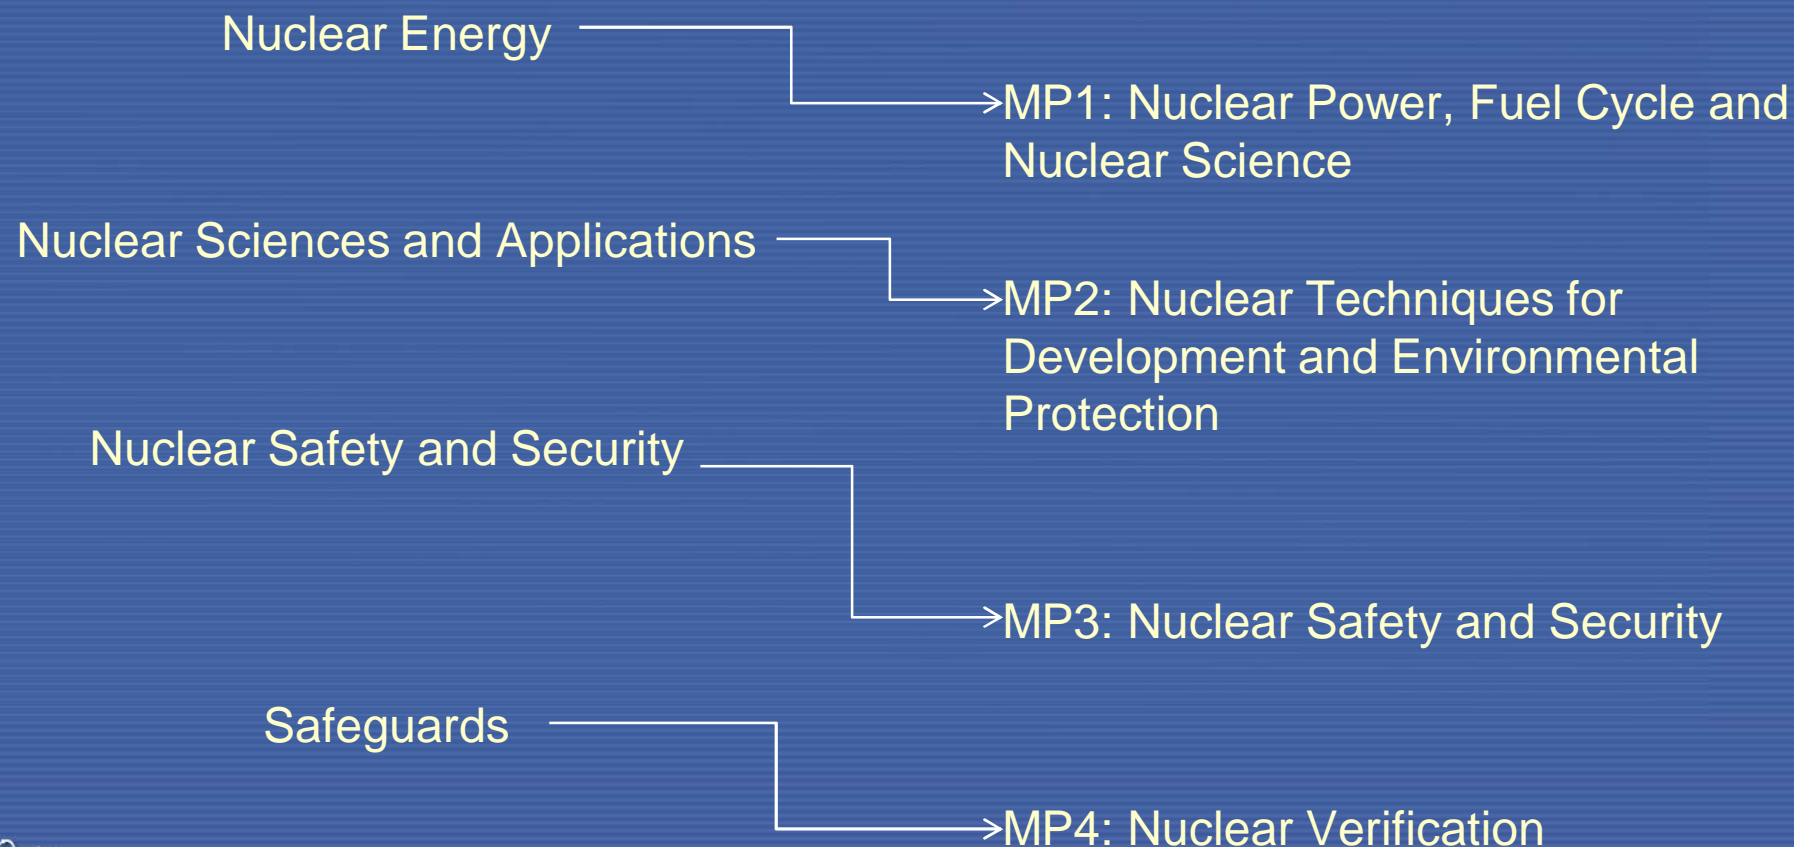 Nuclear Energy
MP1: Nuclear Power, Fuel Cycle and
Nuclear Science
Nuclear Sciences and Applications
MP2: Nuclear Techniques for
Development and Environmental
Protection
Nuclear Safety and Security
MP3: Nuclear Safety and Security
Safeguards
MP4: Nuclear Verification